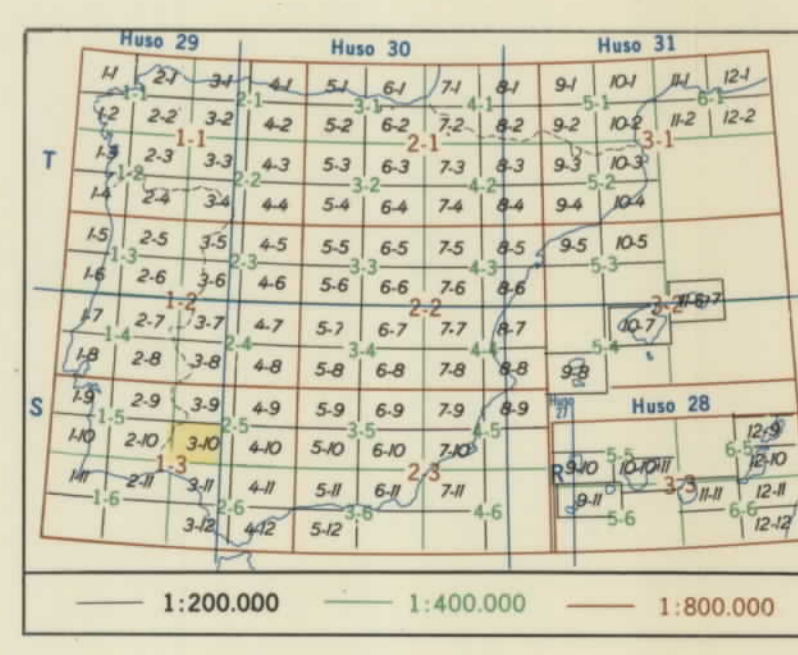 Huso 29 Huso 30 Huso 31
1-1 2-1 3-1 4-1 5-1 6-1 7-1 8-1 9-1 10-1 11-1 12-1
1-1 2-1 3-1 4-1 5-1 6-1
1-2 2-2 3-2 4-2 5-2 6-2 7-2 8-2 9-2 10-2 11-2 12-2
1-1 2-1 3-1
T
1-3 2-3 3-3 4-3 5-3 6-3 7-3 8-3 9-3 10-3
1-2 2-2 3-2 4-2 5-2
1-4 2-4 3-4 4-4 5-4 6-4 7-4 8-4 9-4 10-4
1-5 2-5 3-5 4-5 5-5 6-5 7-5 8-5 9-5 10-5
1-3 2-3 3-3 4-3 5-3
1-6 2-6 3-6 4-6 5-6 6-6 7-6 8-6
1-2 2-2 3-2
1-7 2-7 3-7 4-7 5-7 6-7 7-7 8-7 10-7
1-4 2-4 3-4 4-4 5-4
1-8 2-8 3-8 4-8 5-8 6-8 7-8 8-8 9-8
S
1-9 2-9 3-9 4-9 5-9 6-9 7-9 8-9
Huso 27
Huso 28
1-5 2-5 3-5 4-5
12-9
1-10 2-10 3-10 4-10 5-10 6-10 7-10
5-5 6-5
R
9-10 10-10-11 12-10
1-3 2-3 3-3
1-11 2-11 3-11 4-11 5-11 6-11 7-11
9-11 11-11 12-11
1-6 2-6 3-6 4-6 5-6 6-6
3-12 4-12 5-12 12-12
1:200.000 1:400.000 1:800.000